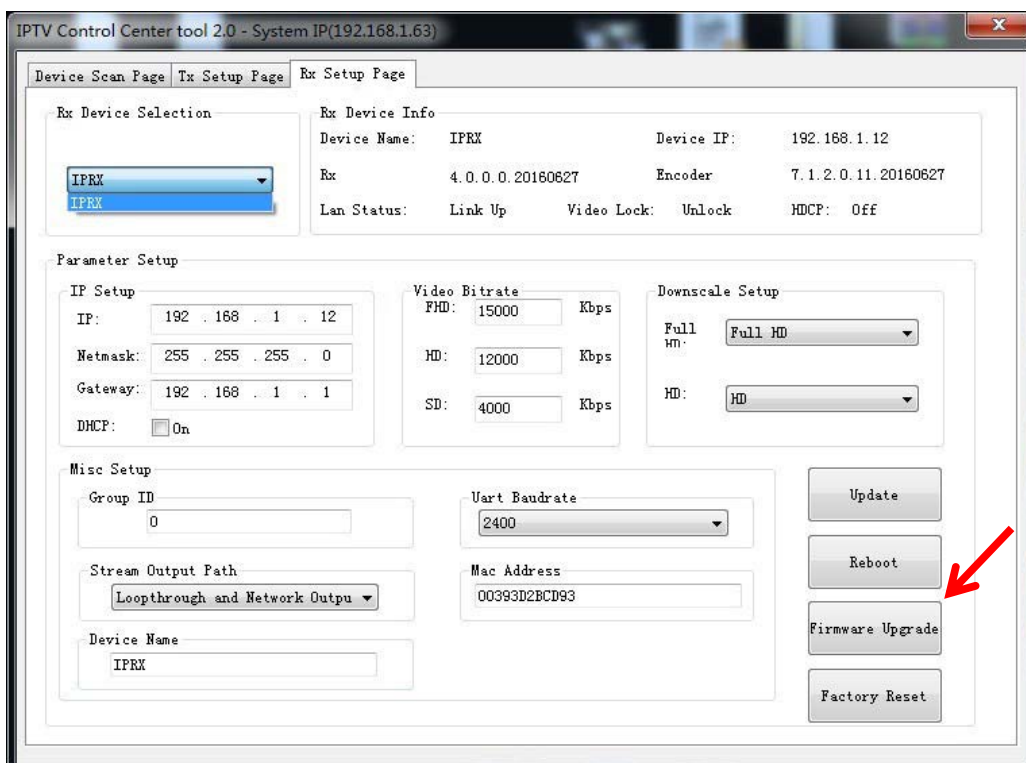 IPTV Control Center tool 2.0 - System IP(192.168.1.63)
Device Scan Page Tx Setup Page Rx Setup Page
Rx Device Selection
IPRX
IPRX
Rx Device Info
Device Name: IPRX Device IP: 192.168.1.12
Rx 4.0.0.0.20160627 Encoder 7.1.2.0.11.20160627
Lan Status: Link Up Video Lock: Unlock HDCP: Off
Parameter Setup
IP Setup
IP: 192 . 168 . 1 . 12
Netmask: 255 . 255 . 255 . 0
Gateway: 192 . 168 . 1 . 1
DHCP: On
Video Bitrate
FHD: 15000 Kbps
HD: 12000 Kbps
SD: 4000 Kbps
Downscale Setup
Full
HD: Full HD
HD: HD
Misc Setup
Group ID
0
Uart Baudrate
2400
Stream Output Path
Loopthrough and Network Outpu
Mac Address
00393D2BCD93
Device Name
IPRX
Update
Reboot
Firmware Upgrade
Factory Reset